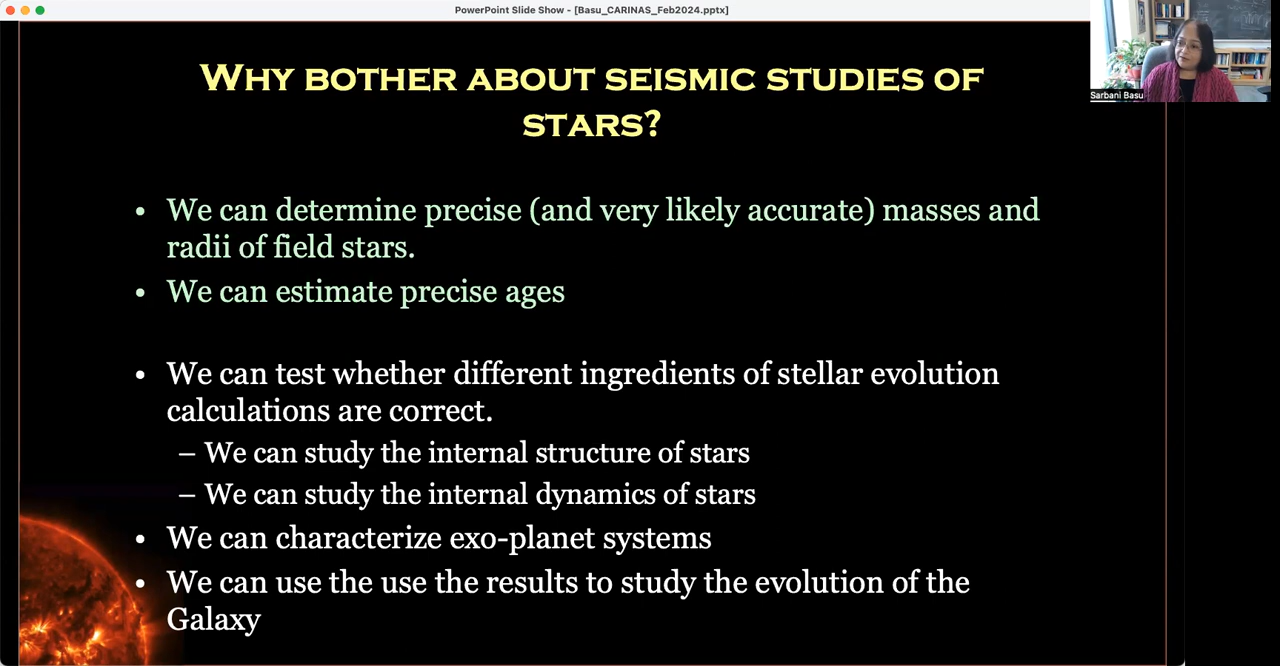 PowerPoint Slide Show - [Basu_CARINAS_Feb2024.pptx]
WHY BOTHER ABOUT SEISMIC STUDIES OF
STARS?
Sarbani Basu
• We can determine precise (and very likely accurate) masses and
radii of field stars.
• We can estimate precise ages
• We can test whether different ingredients of stellar evolution
calculations are correct.
– We can study the internal structure of stars
– We can study the internal dynamics of stars
• We can characterize exo-planet systems
• We can use the use the results to study the evolution of the
Galaxy